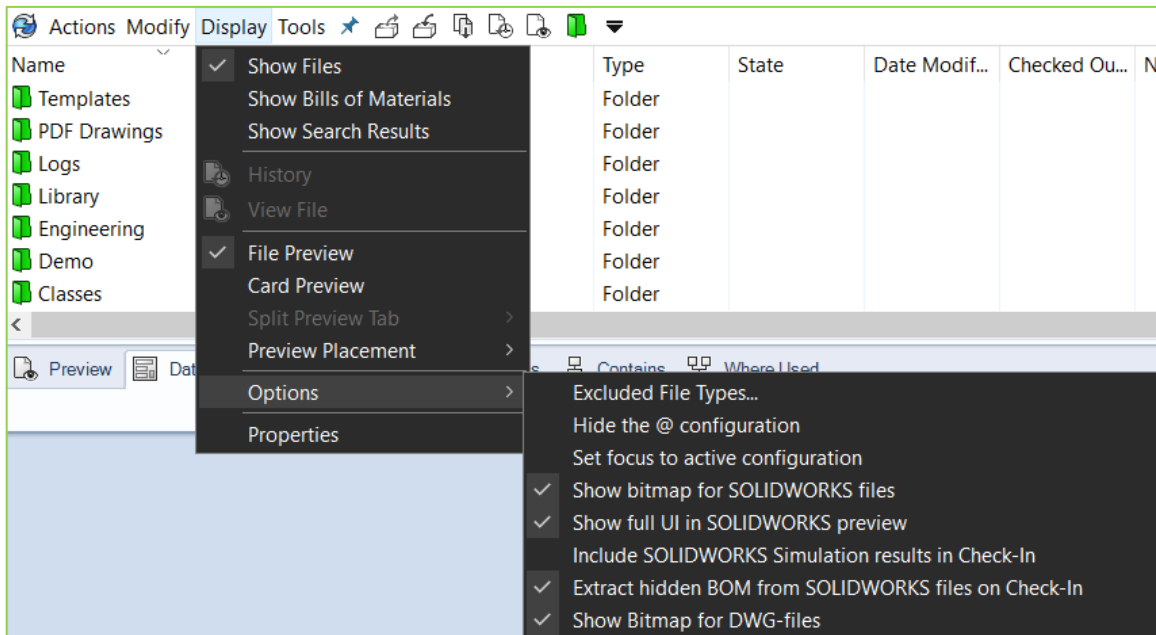 Actions Modify Display Tools
Name Type State Date Modif... Checked Ou... N
Templates Folder
PDF Drawings Folder
Logs Folder
Library Folder
Engineering Folder
Demo Folder
Classes Folder
Show Files
Show Bills of Materials
Show Search Results
History
View File
File Preview
Card Preview
Split Preview Tab
Preview Placement
Options
Properties
Preview Dat s Contains Where Used
Excluded File Types...
Hide the @ configuration
Set focus to active configuration
Show bitmap for SOLIDWORKS files
Show full UI in SOLIDWORKS preview
Include SOLIDWORKS Simulation results in Check-In
Extract hidden BOM from SOLIDWORKS files on Check-In
Show Bitmap for DWG-files